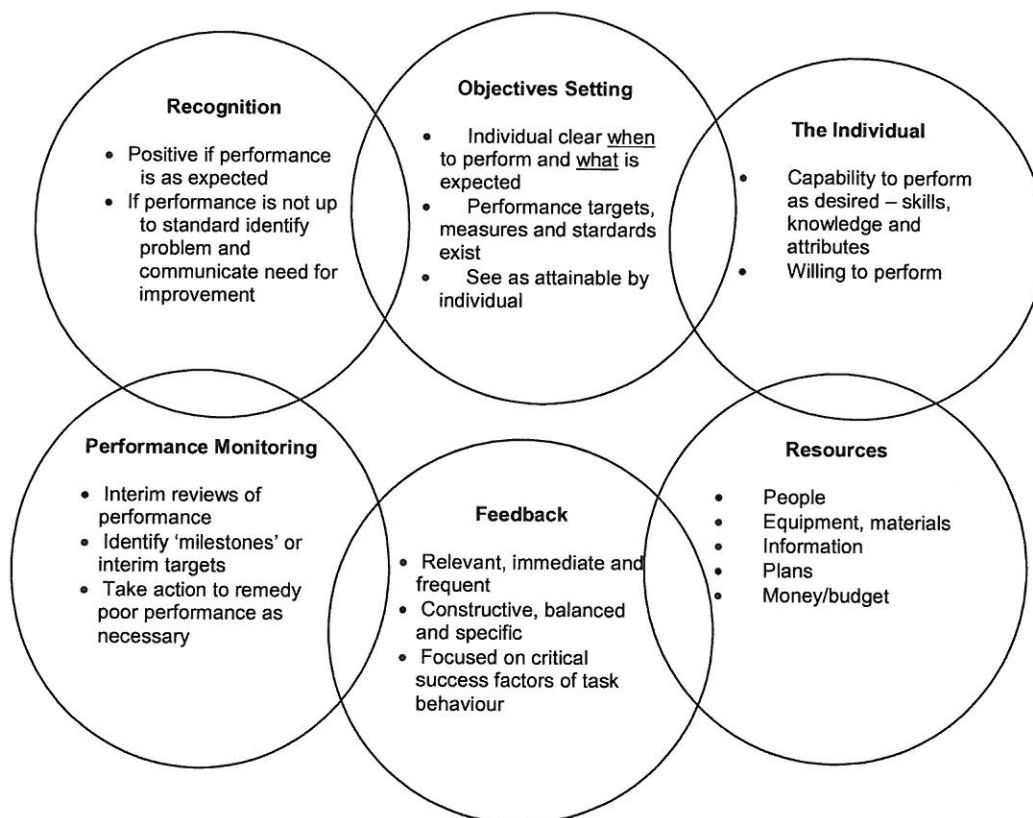 Recognition
• Positive if performance
is as expected
• If performance is not up
to standard identify
problem and
communicate need for
improvement
Objectives Setting
• Individual clear when
to perform and what is
expected
• Performance targets,
measures and stardards
exist
• See as attainable by
individual
The Individual
• Capability to perform
as desired – skills,
knowledge and
attributes
• Willing to perform
Performance Monitoring
• Interim reviews of
performance
• Identify ‘milestones’ or
interim targets
• Take action to remedy
poor performance as
necessary
Feedback
• Relevant, immediate and
frequent
• Constructive, balanced
and specific
• Focused on critical
success factors of task
behaviour
Resources
• People
• Equipment, materials
• Information
• Plans
• Money/budget